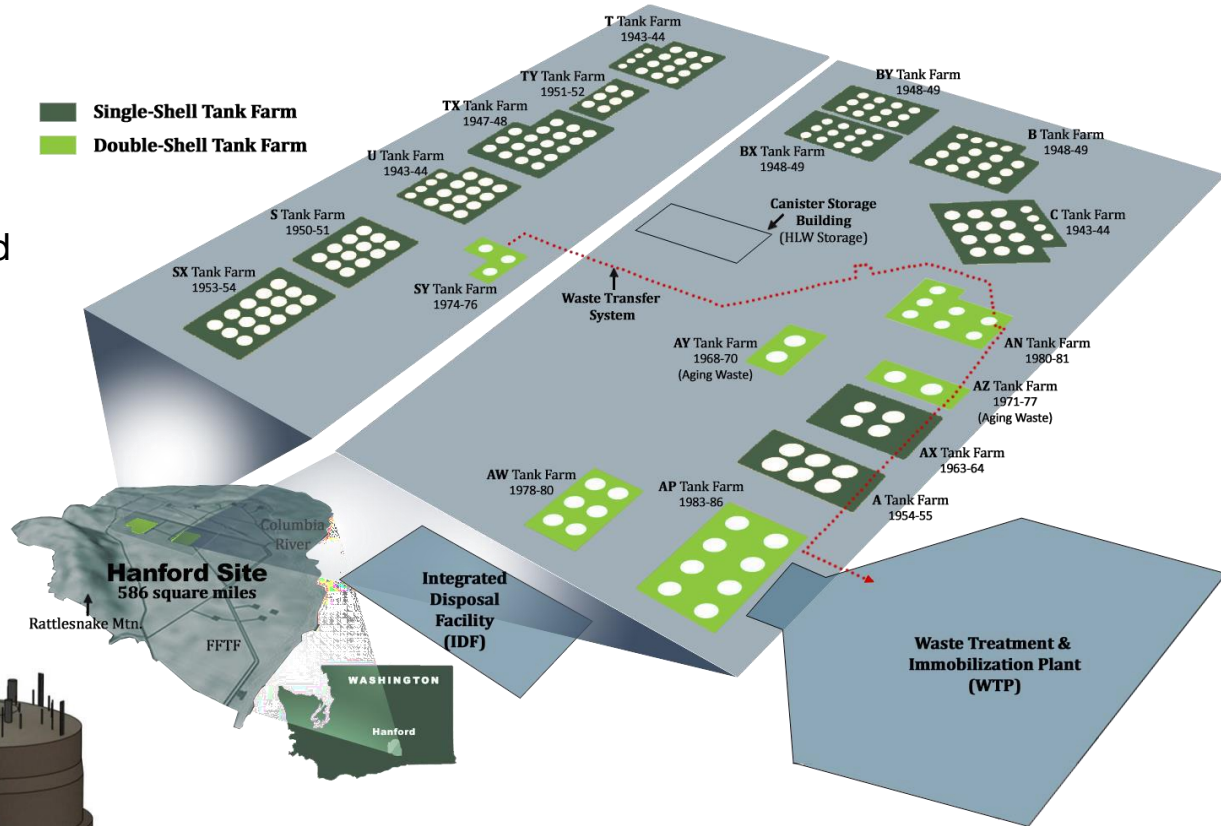 T Tank Farm
1943-44
TY Tank Farm
1951-52
TX Tank Farm
1947-48
U Tank Farm
1943-44
S Tank Farm
1950-51
SX Tank Farm
1953-54
SY Tank Farm
1974-76
Single-Shell Tank Farm
Double-Shell Tank Farm
d
BY Tank Farm
1948-49
BX Tank Farm
1948-49
B Tank Farm
1948-49
C Tank Farm
1943-44
Canister Storage
Building
(HLW Storage)
Waste Transfer
System
AY Tank Farm
1968-70
(Aging Waste)
AN Tank Farm
1980-81
AZ Tank Farm
1971-77
(Aging Waste)
AX Tank Farm
1963-64
A Tank Farm
1954-55
AW Tank Farm
1978-80
AP Tank Farm
1983-86
Columbia
River
Hanford Site
586 square miles
Rattlesnake Mtn.
FFTF
Integrated
Disposal
Facility
(IDF)
WASHINGTON
Hanford
Waste Treatment &
Immobilization Plant
(WTP)